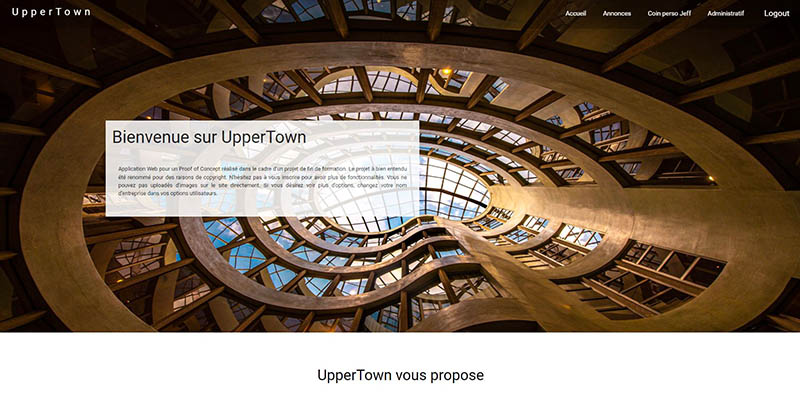 UpperTown
Accueil Annonces Coin perso Jeff Administratif Logout
Bienvenue sur UpperTown
Application Web pour un Proof of Concept réalisé dans le cadre d'un projet de fin de formation. Le projet à bien entendu
été renommé pour des raisons de copyright. N'hésitez pas à vous inscrire pour avoir plus de fonctionnalités. Vous ne
pouvez pas uploadés d'images sur le site directement. Si vous désirez voir plus d'options, changez votre nom
d'entreprise dans vos options utilisateurs.
UpperTown vous propose